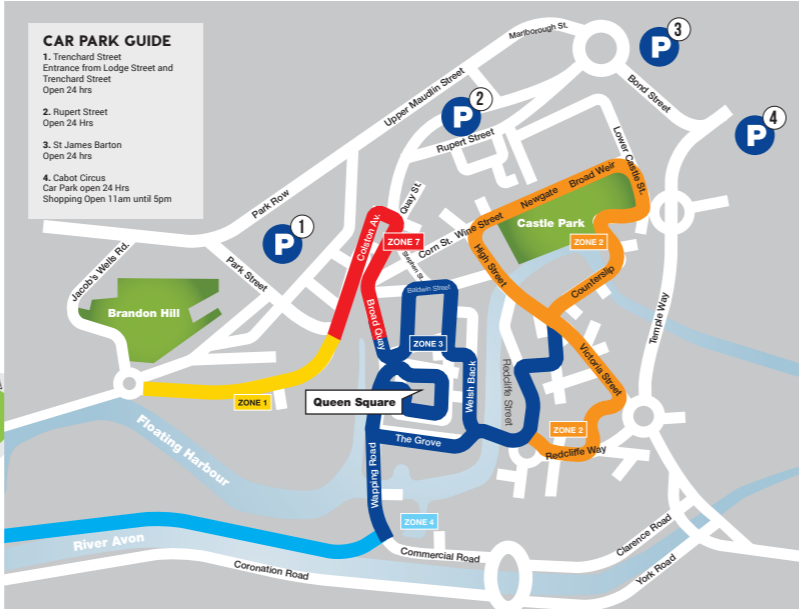 CAR PARK GUIDE
1. Trenchard Street
Entrance from Lodge Street and
Trenchard Street
Open 24 hrs
2. Rupert Street
Open 24 Hrs
3. St James Barton
Open 24 hrs
4. Cabot Circus
Car Park open 24 Hrs
Shopping Open 11am until 5pm
Marlborough St.
P 3
Bond Street
P 4
Upper Maudlin Street
P 2
Rupert Street
Lower Castle St.
Park Row
P 1
Quay St.
Colston Av.
ZONE 7
Stephen St.
Corn St.
Wine Street
Newgate
Broad Weir
Castle Park
ZONE 2
High Street
Counterslip
Jacob's Wells Rd.
Park Street
Brandon Hill
Baldwin Street
Broad Quay
ZONE 3
Temple Way
Victoria Street
Redcliffe Street
Welsh Back
Queen Square
ZONE 1
Floating Harbour
The Grove
ZONE 2
Redcliffe Way
Wapping Road
ZONE 4
River Avon
Commercial Road
Coronation Road
Clarence Road
York Road